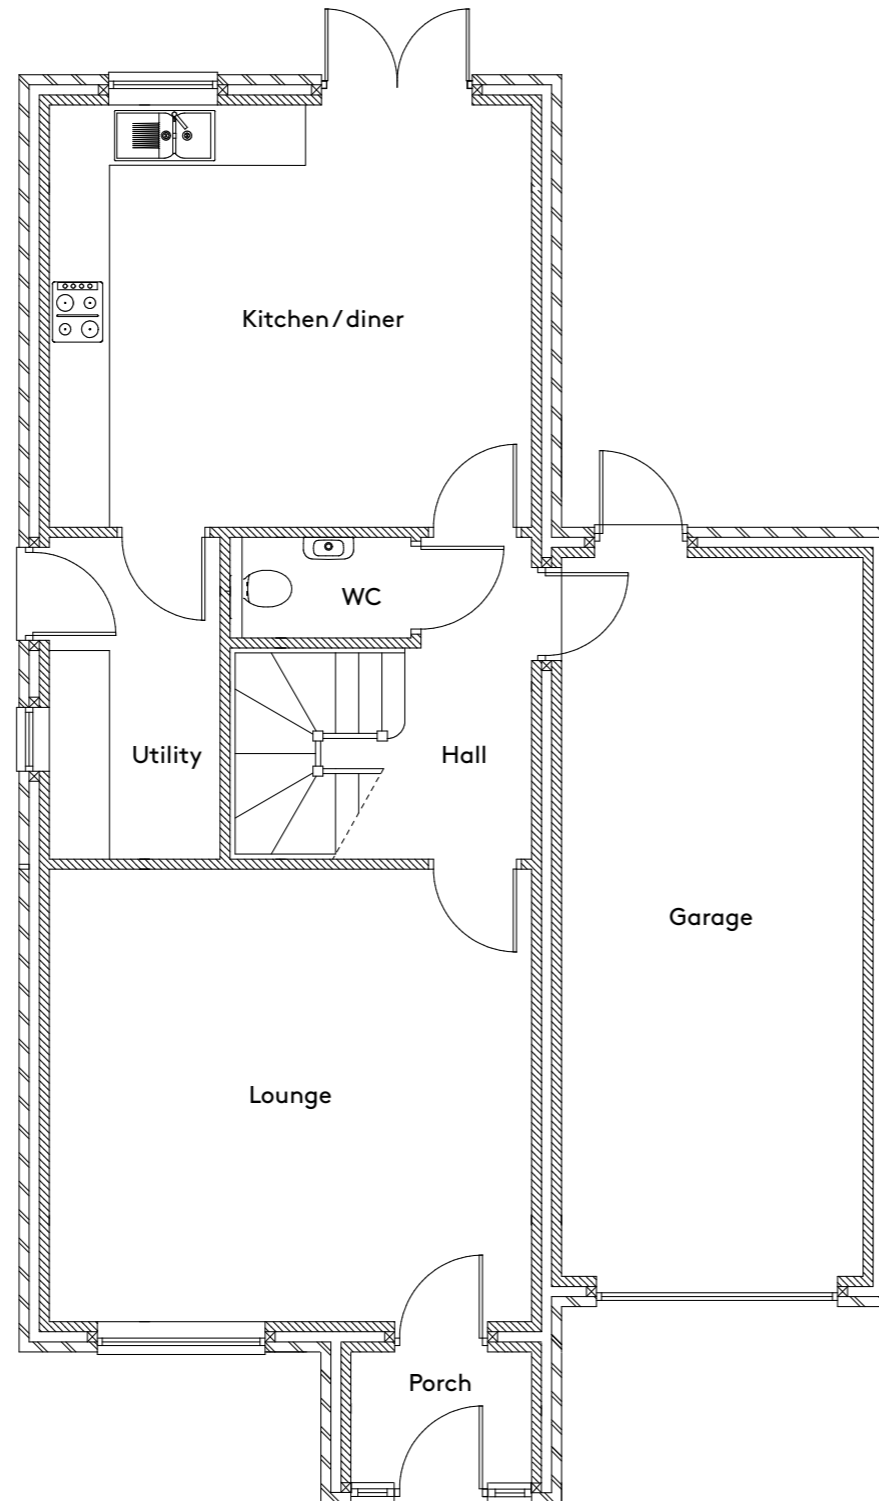 Kitchen / diner
WC
Utility
Hall
Garage
Lounge
Porch